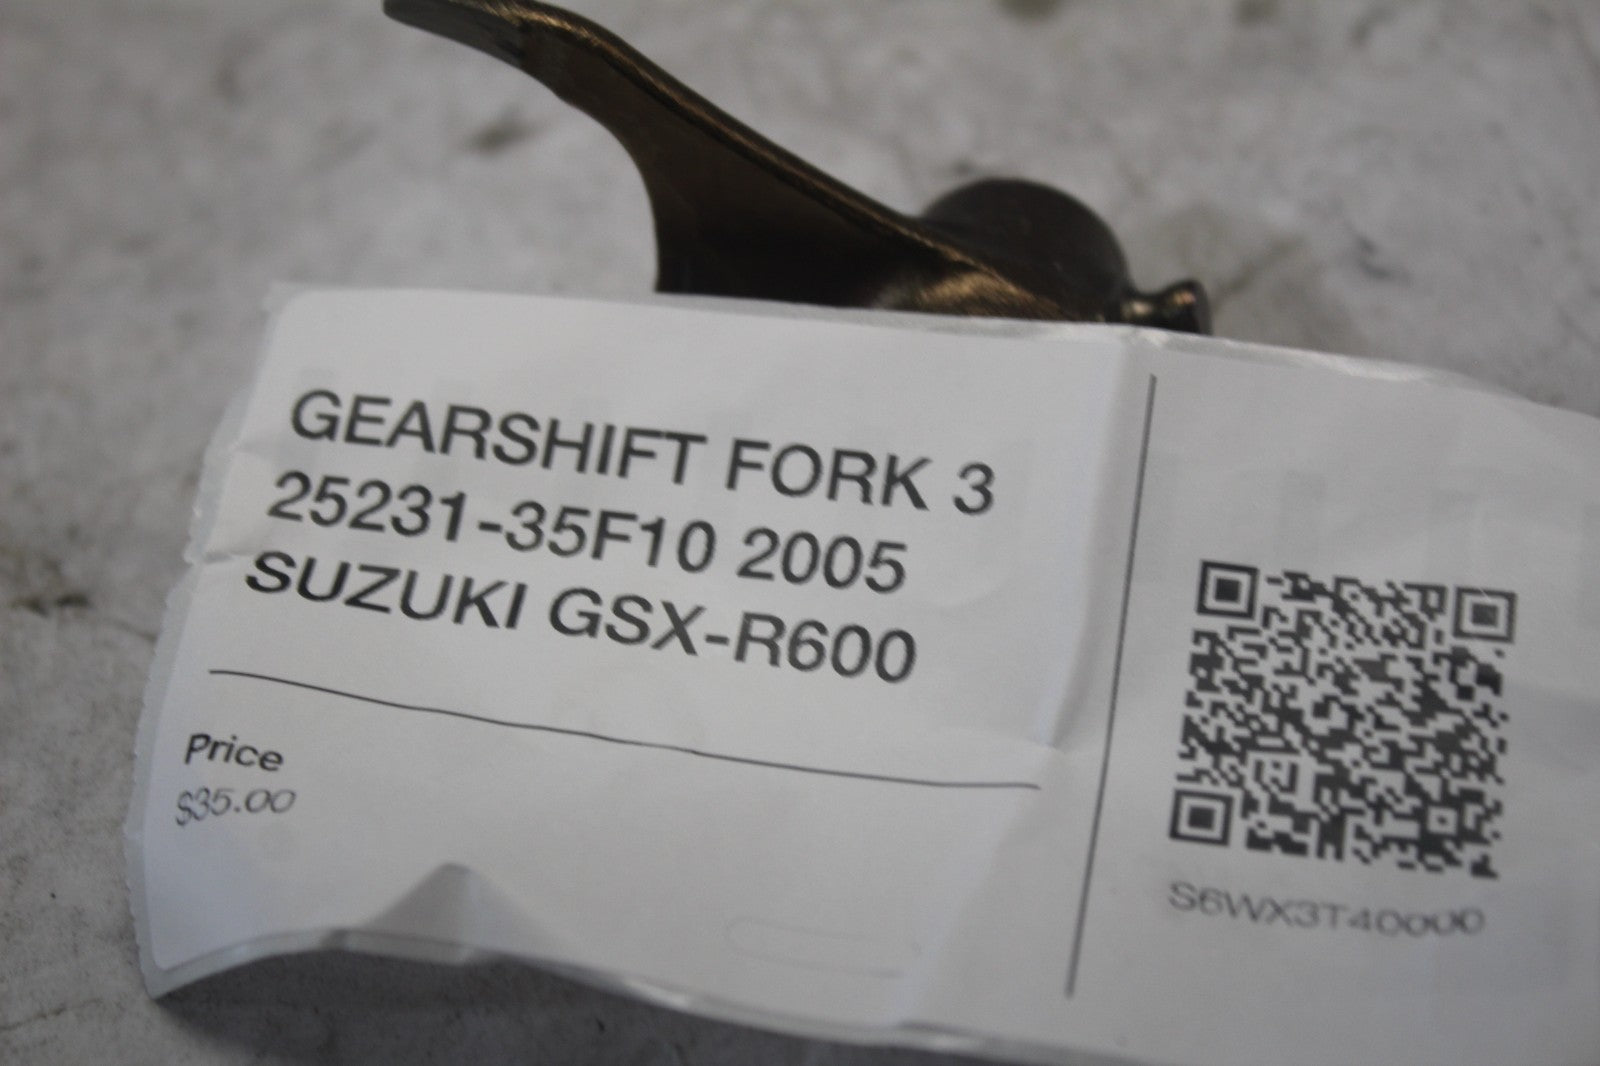 GEARSHIFT FORK 3
25231-35F10 2005
SUZUKI GSX-R600
Price
$35.00
S6WX3T40000